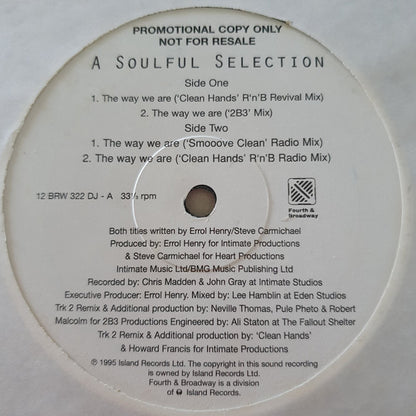 PROMOTIONAL COPY ONLY
NOT FOR RESALE
A SOULFUL SELECTION
Side One
1. The way we are ('Clean Hands' R'n'B Revival Mix)
2. The way we are ('2B3' Mix)
Side Two
1. The way we are ('Smooove Clean' Radio Mix)
2. The way we are ('Clean Hands' R'n'B Radio Mix)
12 BRW 322 DJ - A 33⅓ rpm
Fourth &
Broadway
Both titles written by Errol Henry/Steve Carmichael
Produced by: Errol Henry for Intimate Productions
& Steve Carmichael for Heart Productions
Intimate Music Ltd/BMG Music Publishing Ltd
Recorded by: Chris Madden & John Gray at Intimate Studios
Executive Producer: Errol Henry. Mixed by: Lee Hamblin at Eden Studios
Trk 2 Remix & Additional production by: Neville Thomas, Pule Pheto & Robert
Malcolm for 2B3 Productions Engineered by: Ali Staton at The Fallout Shelter
Trk 2 Remix & Additional production by: 'Clean Hands'
& Howard Francis for Intimate Productions
℗ 1995 Island Records Ltd. The copyright in this sound recording
is owned by Island Records Ltd.
Fourth & Broadway is a division
of Island Records.